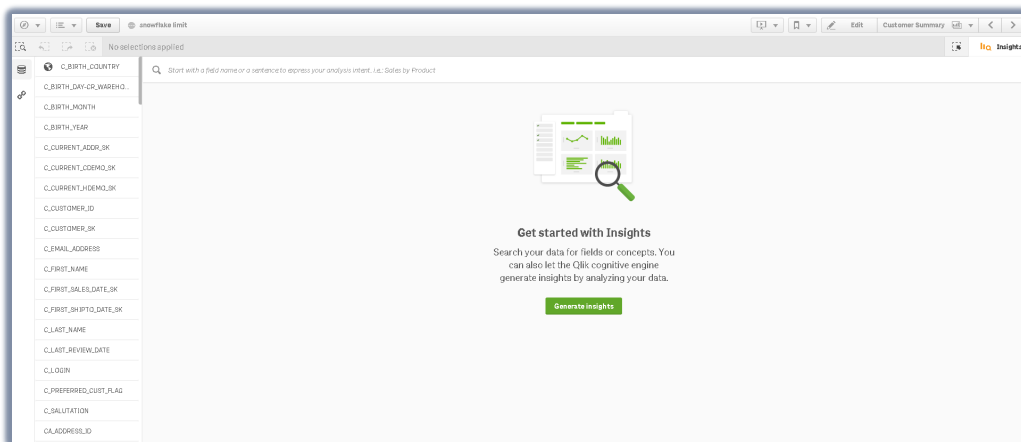 Save
snowflake limit
Edit
Customer Summary
No selections applied
Insights
C_BIRTH_COUNTRY
Start with a field name or a sentence to express your analysis intent. i.e.: Sales by Product
C_BIRTH_DAY-CR_WAREHO...
C_BIRTH_MONTH
C_BIRTH_YEAR
C_CURRENT_ADDR_SK
C_CURRENT_CDEMO_SK
C_CURRENT_HDEMO_SK
C_CUSTOMER_ID
C_CUSTOMER_SK
C_EMAIL_ADDRESS
C_FIRST_NAME
C_FIRST_SALES_DATE_SK
C_FIRST_SHIPTO_DATE_SK
C_LAST_NAME
C_LAST_REVIEW_DATE
C_LOGIN
C_PREFERRED_CUST_FLAG
C_SALUTATION
CA_ADDRESS_ID
Get started with Insights
Search your data for fields or concepts. You
can also let the Qlik cognitive engine
generate insights by analyzing your data.
Generate insights